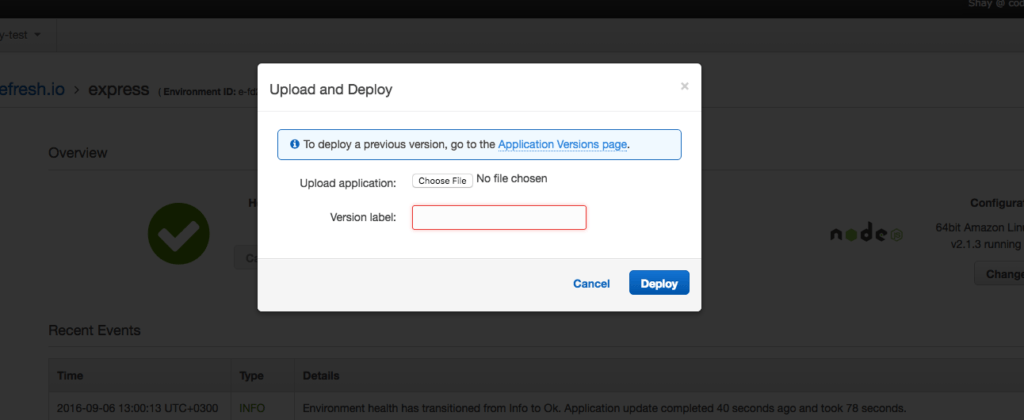 Shay @ cod
y-test
efresh.io > express ( Environment ID: e-fd
Upload and Deploy
×
To deploy a previous version, go to the Application Versions page.
Overview
Upload application: Choose File No file chosen
Version label:
H
Ca
Configurat
node
64bit Amazon Lin
v2.1.3 running
Change
Cancel Deploy
Recent Events
Time Type Details
2016-09-06 13:00:13 UTC+0300 INFO Environment health has transitioned from Info to Ok. Application update completed 40 seconds ago and took 78 seconds.